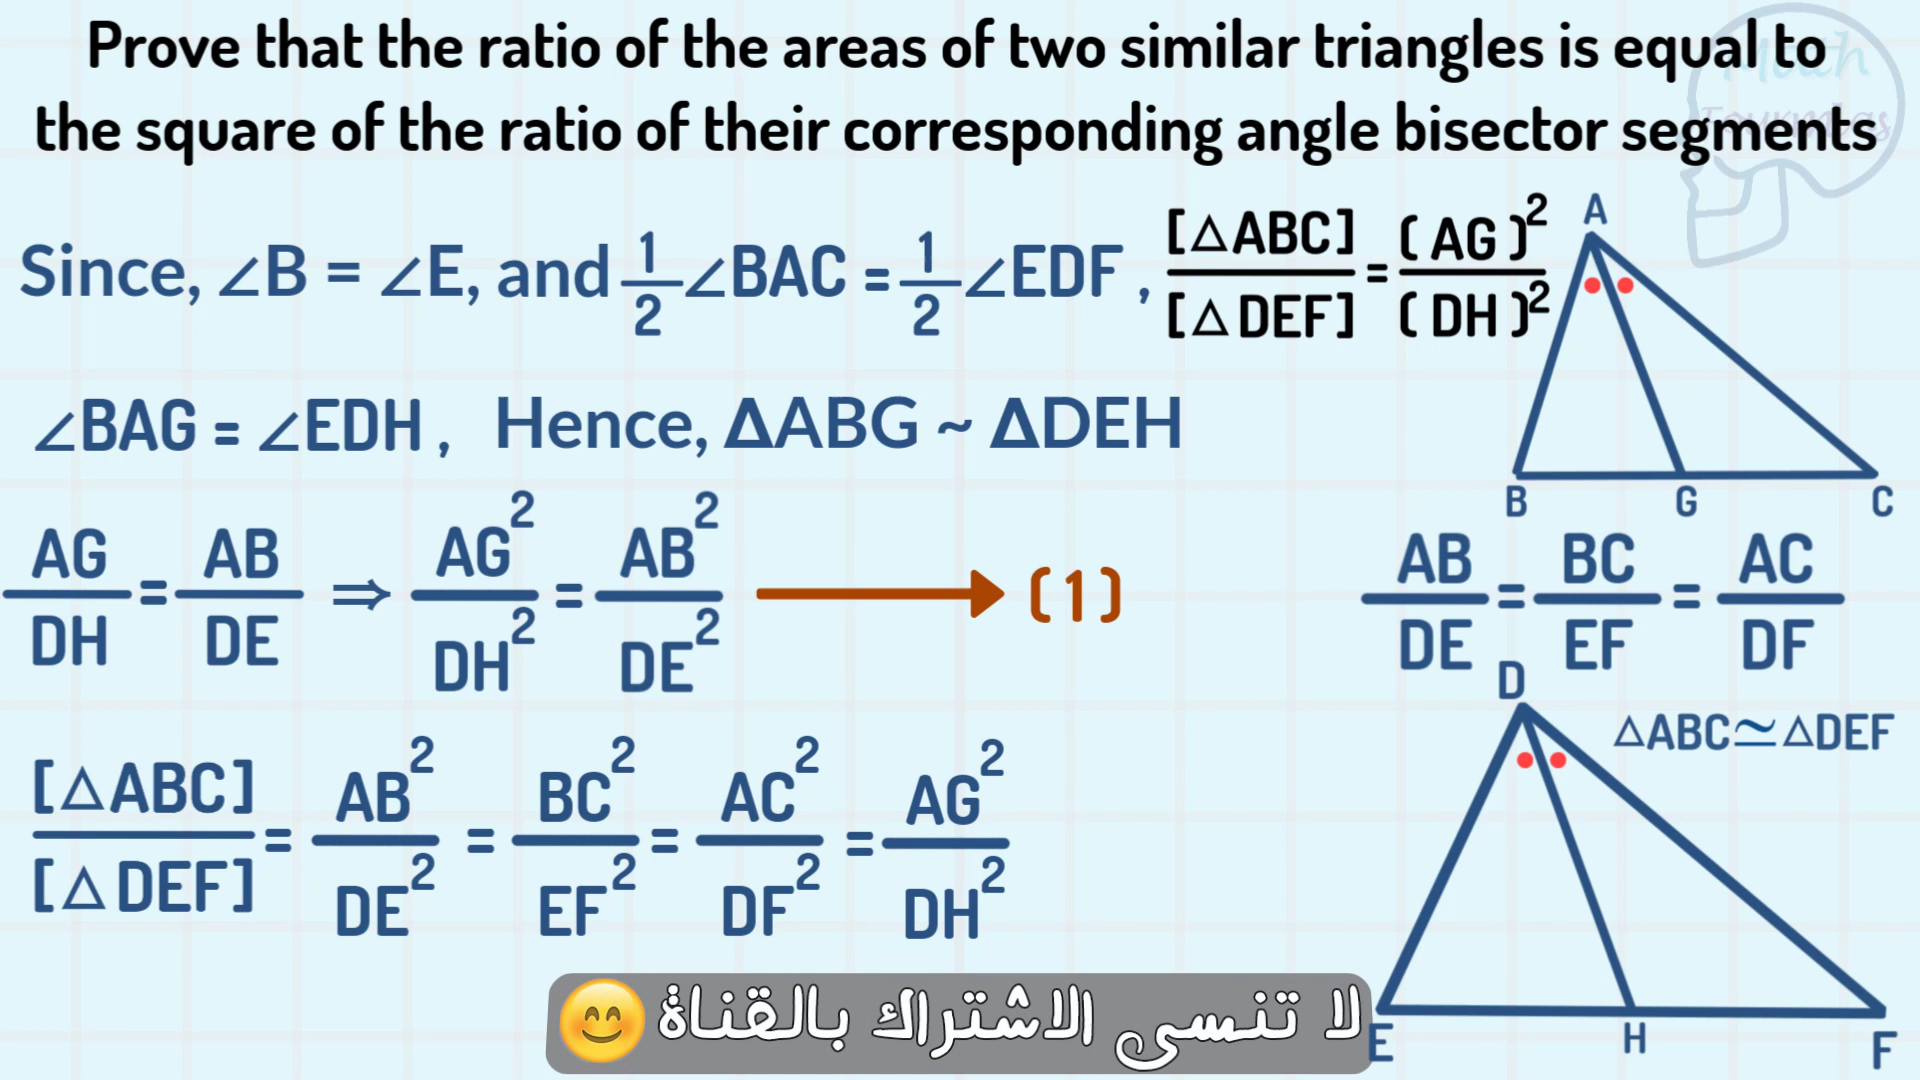 Prove that the ratio of the areas of two similar triangles is equal to
the square of the ratio of their corresponding angle bisector segments
Math
Fourmbas
Since, ∠B = ∠E, and 1/2 ∠BAC = 1/2 ∠EDF , [△ABC]/[△DEF] = (AG)²/(DH)²
∠BAG = ∠EDH , Hence, ΔABG ~ ΔDEH
AG/DH = AB/DE ⇒ AG²/DH² = AB²/DE² → (1)
[△ABC]/[△DEF] = AB²/DE² = BC²/EF² = AC²/DF² = AG²/DH²
A
B G C
AB/DE = BC/EF = AC/DF
D
△ABC≃△DEF
E H F
لا تنسى الاشتراك بالقناة 😊